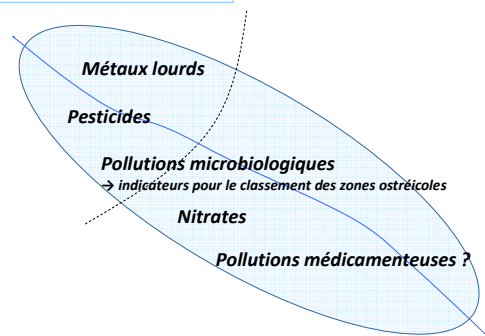 Métaux lourds
Pesticides
Pollutions microbiologiques
→ indicateurs pour le classement des zones ostréicoles
Nitrates
Pollutions médicamenteuses ?